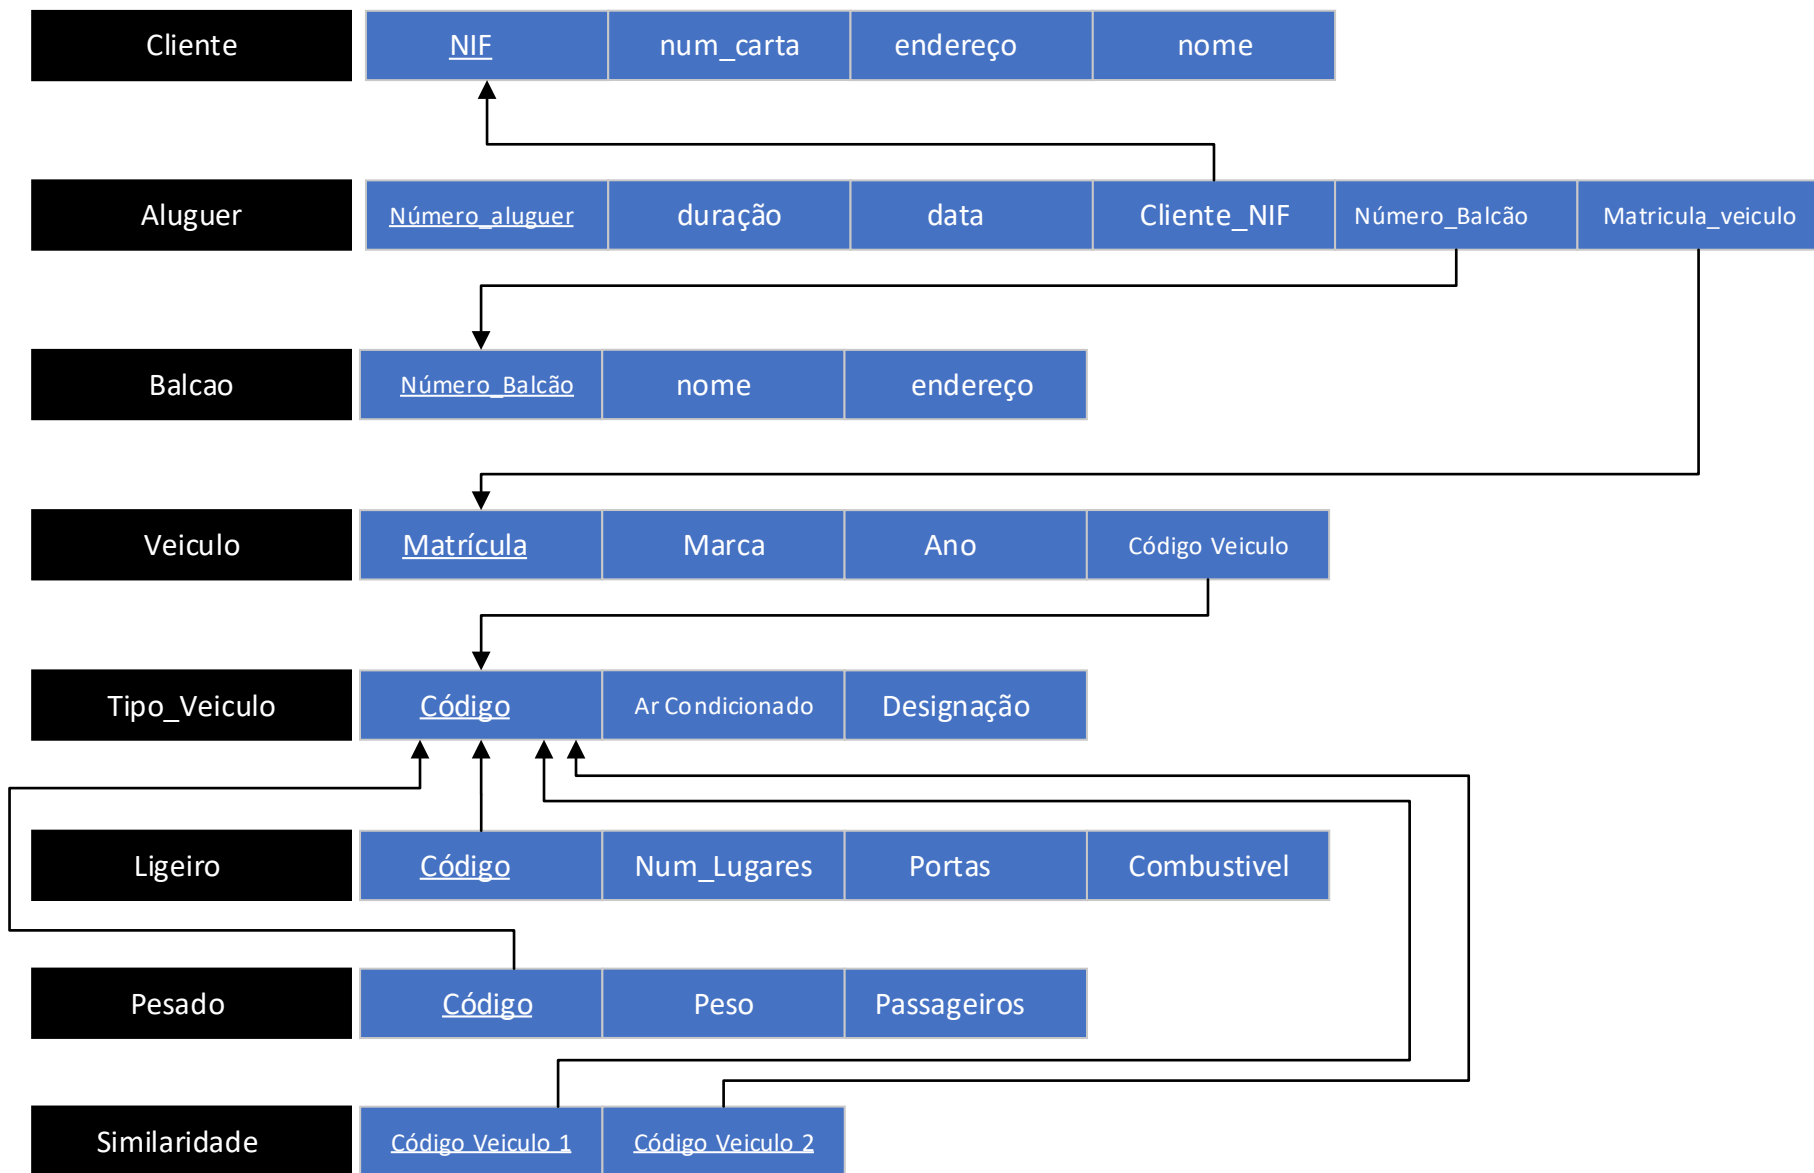 Cliente NIF num_carta endereço nome
Aluguer Número_aluguer duração data Cliente_NIF Número_Balcão Matricula_veiculo
Balcao Número_Balcão nome endereço
Veiculo Matrícula Marca Ano Código Veiculo
Tipo_Veiculo Código Ar Condicionado Designação
Ligeiro Código Num_Lugares Portas Combustivel
Pesado Código Peso Passageiros
Similaridade Código Veiculo 1 Código Veiculo 2